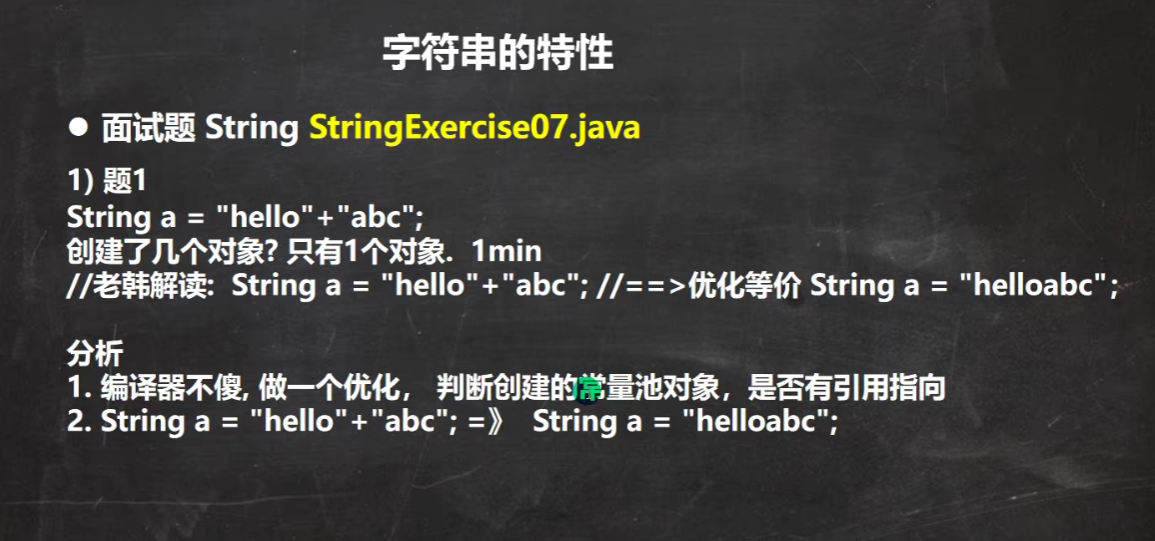 字符串的特性
● 面试题 String StringExercise07.java
1) 题1
String a = "hello"+"abc";
创建了几个对象? 只有1个对象. 1min
//老韩解读: String a = "hello"+"abc"; //==>优化等价 String a = "helloabc";
分析
1. 编译器不傻, 做一个优化， 判断创建的常量池对象，是否有引用指向
2. String a = "hello"+"abc"; =》 String a = "helloabc";